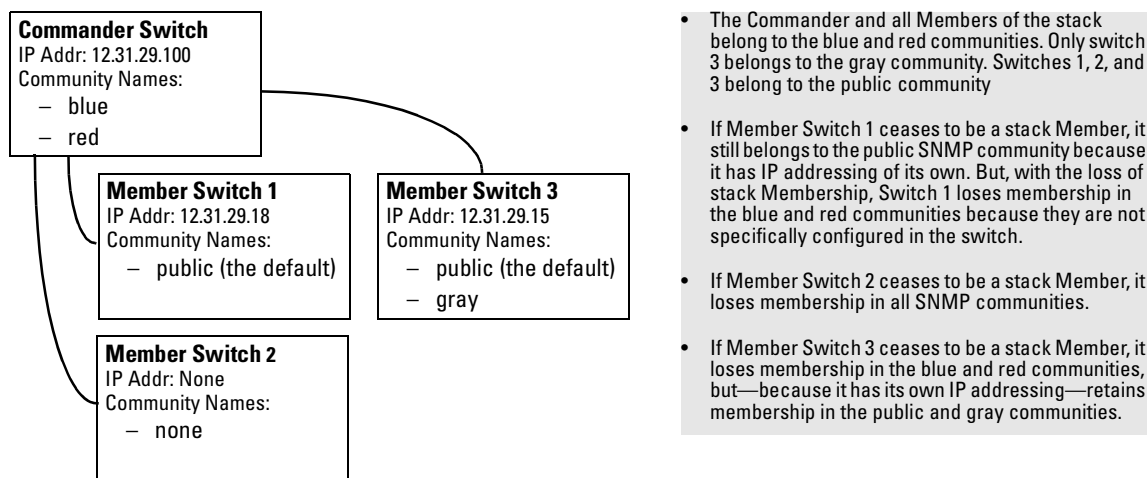 Commander Switch
IP Addr: 12.31.29.100
Community Names:
– blue
– red
Member Switch 1
IP Addr: 12.31.29.18
Community Names:
– public (the default)
Member Switch 3
IP Addr: 12.31.29.15
Community Names:
– public (the default)
– gray
Member Switch 2
IP Addr: None
Community Names:
– none
• The Commander and all Members of the stack
belong to the blue and red communities. Only switch
3 belongs to the gray community. Switches 1, 2, and
3 belong to the public community
• If Member Switch 1 ceases to be a stack Member, it
still belongs to the public SNMP community because
it has IP addressing of its own. But, with the loss of
stack Membership, Switch 1 loses membership in
the blue and red communities because they are not
specifically configured in the switch.
• If Member Switch 2 ceases to be a stack Member, it
loses membership in all SNMP communities.
• If Member Switch 3 ceases to be a stack Member, it
loses membership in the blue and red communities,
but—because it has its own IP addressing—retains
membership in the public and gray communities.